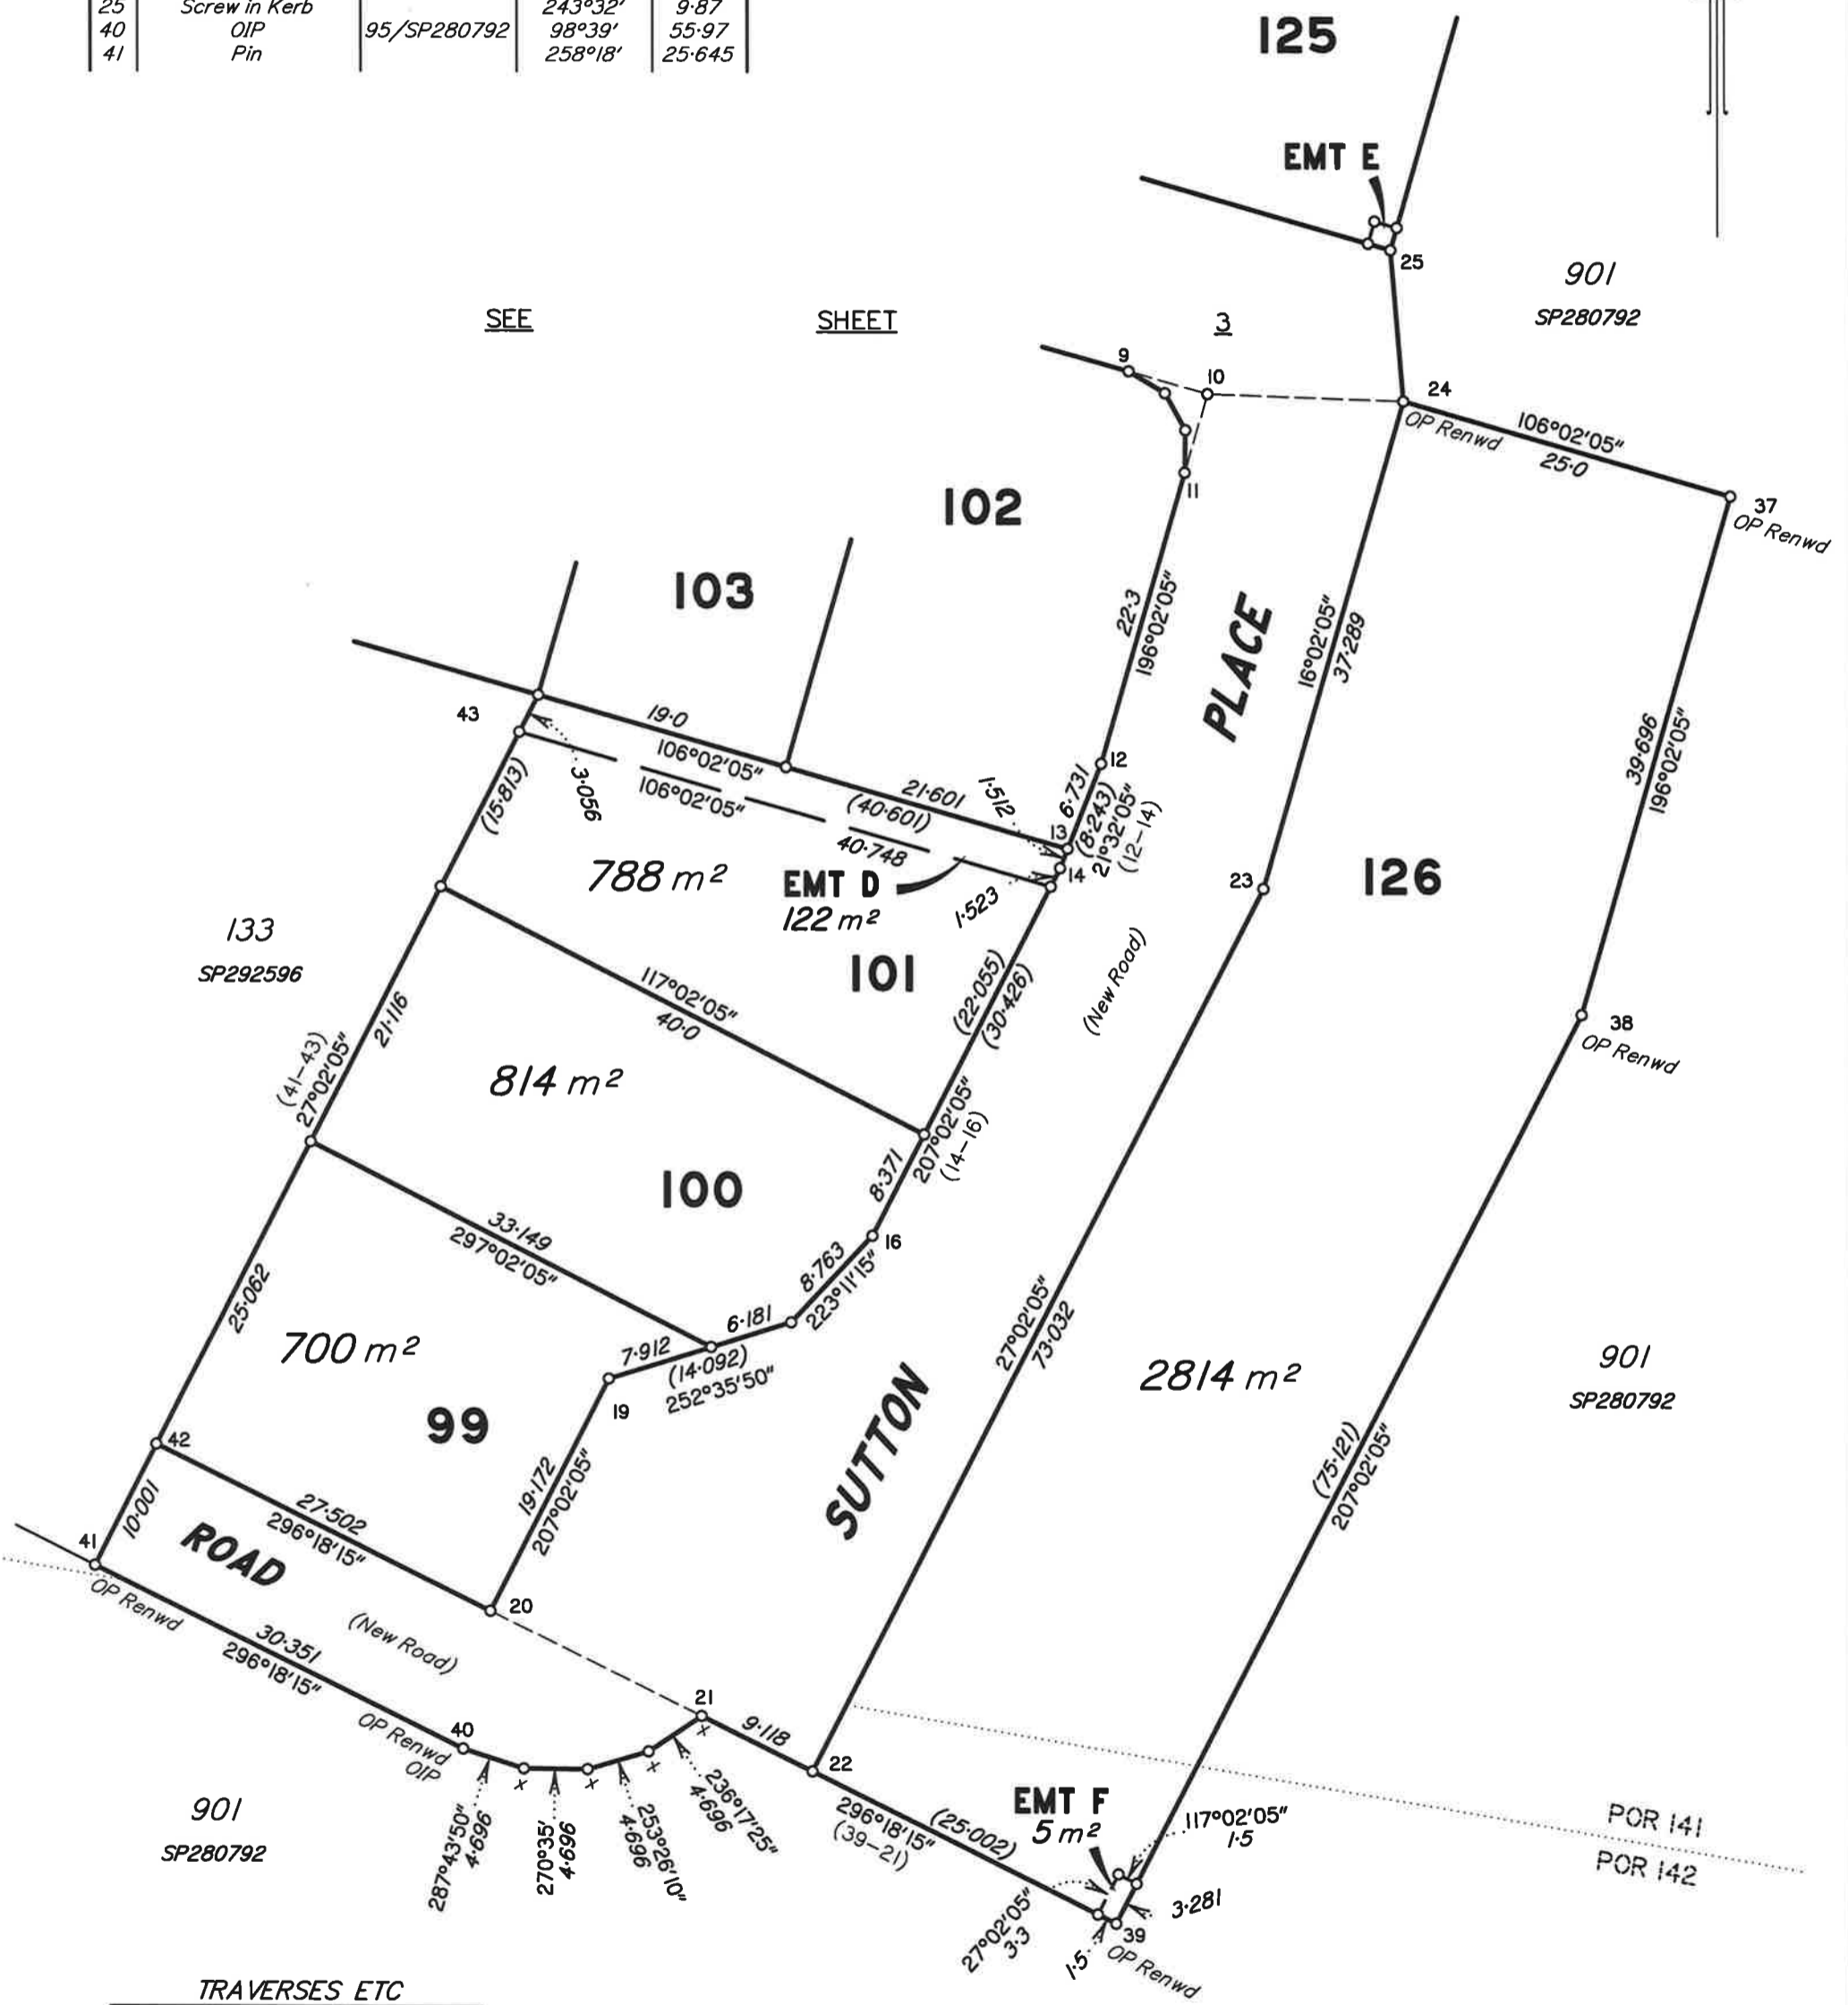 25 Screw in Kerb 243°32' 9·87
40 OIP 95/SP280792 98°39' 55·97
41 Pin 258°18' 25·645
125
EMT E
25
901
SP280792
SEE SHEET 3
9
10
24
OP Renwd
106°02'05"
25·0
37
OP Renwd
11
102
103
22·3
196°02'05"
PLACE
16°02'05"
37·289
39·696
196°02'05"
43
19·0
106°02'05"
3·056
(15·813)
106°02'05"
21·601
(40·601)
40·748
1·512
6·731
12
(8·243)
21°32'05"
(12–14)
13
14
1·523
788 m²
EMT D
122 m²
23
126
133
SP292596
101
117°02'05"
40·0
(22·055)
(30·426)
(New Road)
38
OP Renwd
21·116
(41–43)
27°02'05"
814 m²
207°02'05"
(14–16)
8·371
100
33·149
297°02'05"
16
8·763
223°11'15"
6·181
7·912
(14·092)
252°35'50"
25·062
700 m²
27°02'05"
73·032
2814 m²
901
SP280792
19
99
SUTTON
(75·121)
207°02'05"
42
19·172
207°02'05"
27·502
296°18'15"
10·001
41
ROAD
OP Renwd
20
(New Road)
30·351
296°18'15"
21
9·118
40
OP Renwd
OIP
x
x
x
x
22
901
SP280792
287°43'50"
4·696
270°35'
4·696
253°26'10"
4·696
236°17'25"
4·696
296°18'15"
(39–21)
(25·002)
EMT F
5 m²
117°02'05"
1·5
POR 141
POR 142
27°02'05"
3·3
3·281
1·5
39
OP Renwd
TRAVERSES ETC